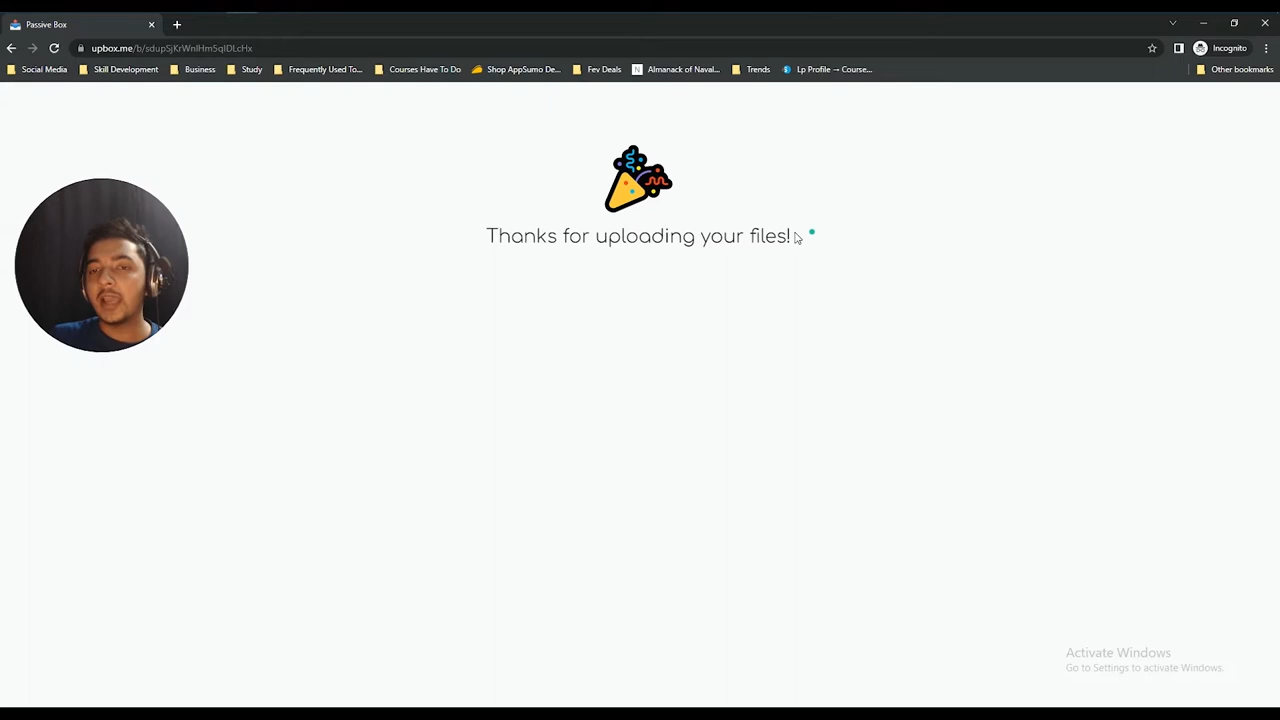 Passive Box
upbox.me/b/sdupSjKrWnIHm5qIDLcHx
Incognito
Social Media
Skill Development
Business
Study
Frequently Used To...
Courses Have To Do
Shop AppSumo De...
Fev Deals
N
Almanack of Naval...
Trends
Lp Profile → Course...
Other bookmarks
Thanks for uploading your files!
Activate Windows
Go to Settings to activate Windows.